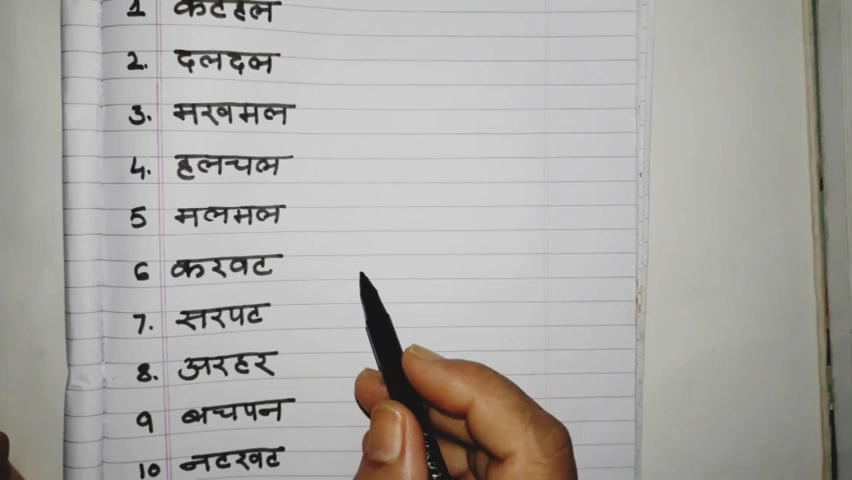 1 कटहल
2. दलदल
3. मखमल
4. हलचल
5 मलमल
6 करवट
7. सरपट
8. अरहर
9 बचपन
10 नटखट